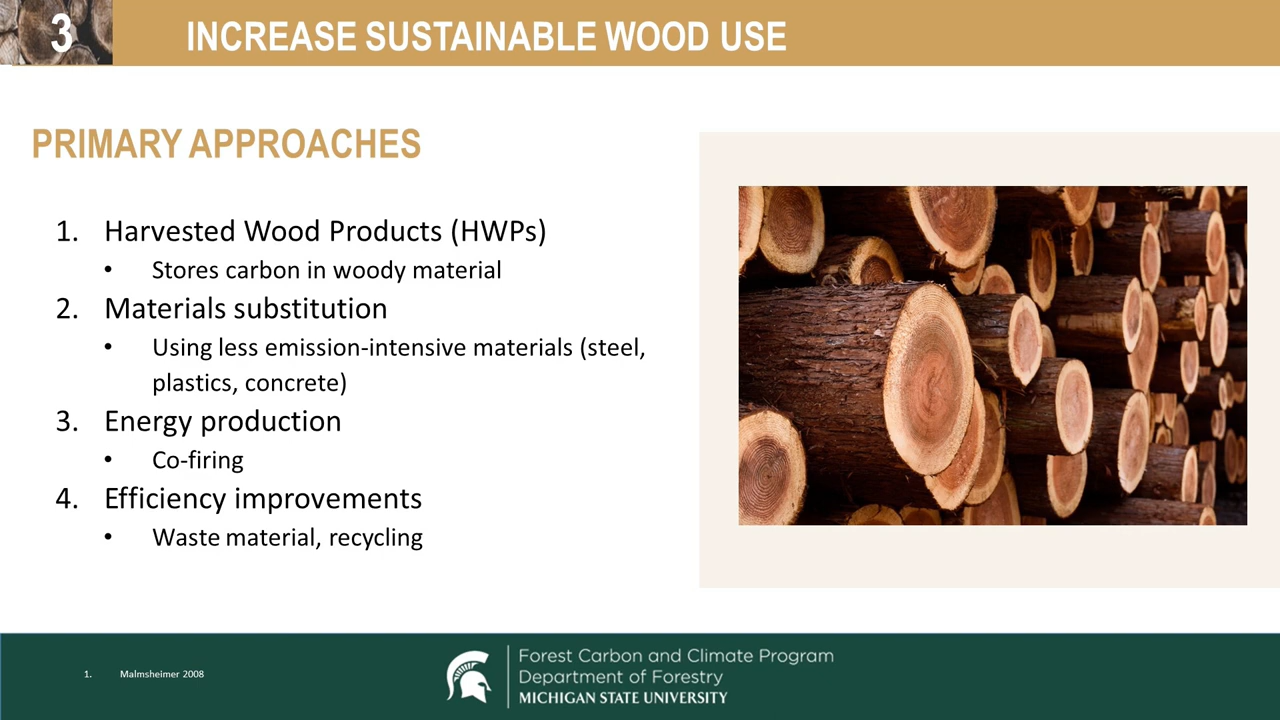 3
INCREASE SUSTAINABLE WOOD USE
PRIMARY APPROACHES
1. Harvested Wood Products (HWPs)
• Stores carbon in woody material
2. Materials substitution
• Using less emission-intensive materials (steel,
plastics, concrete)
3. Energy production
• Co-firing
4. Efficiency improvements
• Waste material, recycling
1. Malmsheimer 2008
Forest Carbon and Climate Program
Department of Forestry
MICHIGAN STATE UNIVERSITY